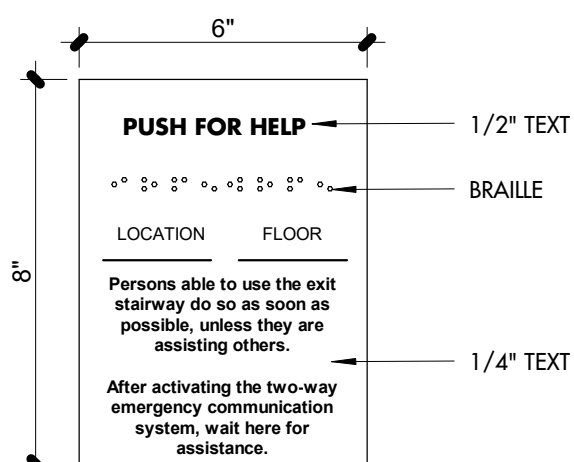 6"
PUSH FOR HELP
1/2" TEXT
BRAILLE
LOCATION FLOOR
8"
Persons able to use the exit
stairway do so as soon as
possible, unless they are
assisting others.
1/4" TEXT
After activating the two-way
emergency communication
system, wait here for
assistance.